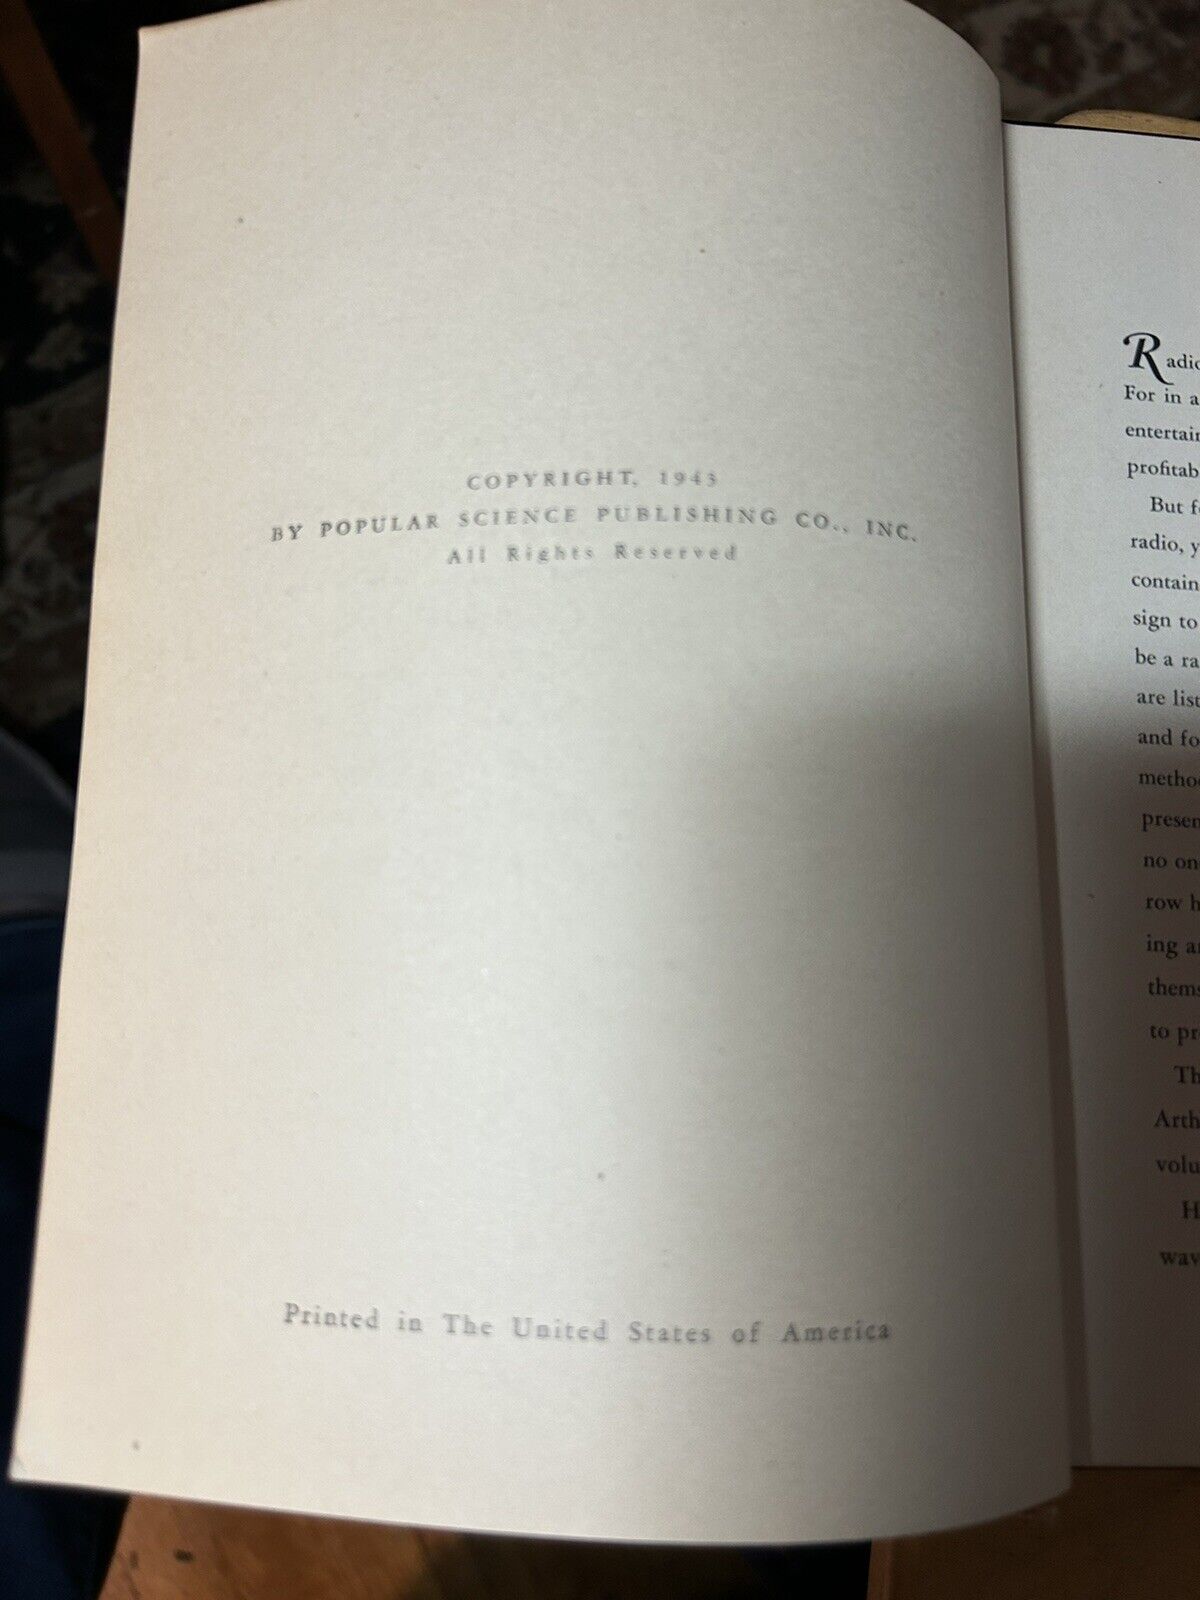 COPYRIGHT, 1943
BY POPULAR SCIENCE PUBLISHING CO., INC.
All Rights Reserved
Printed in The United States of America
Radio
For in a
entertain
profitab
But f
radio, y
contain
sign to
be a ra
are list
and fo
metho
presen
no on
row h
ing a
thems
to pr
Th
Arth
volu
H
wav